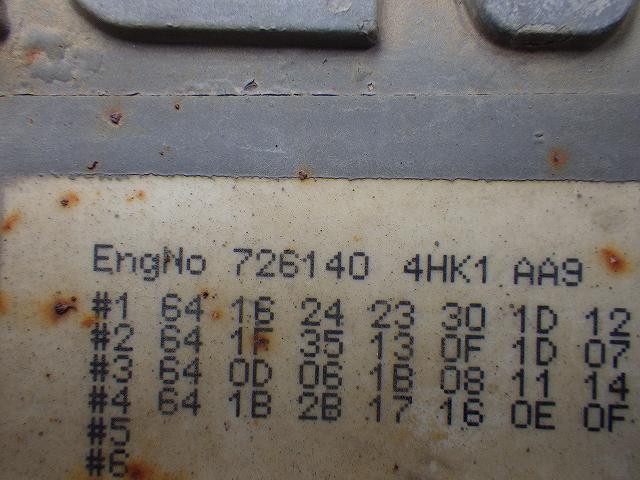 EngNo 726140 4HK1 AA9
#1 64 16 24 23 30 1D 12
#2 64 1F 35 13 0F 1D 07
#3 64 0D 06 1B 08 11 14
#4 64 1B 2B 17 16 0E 0F
#5
#6